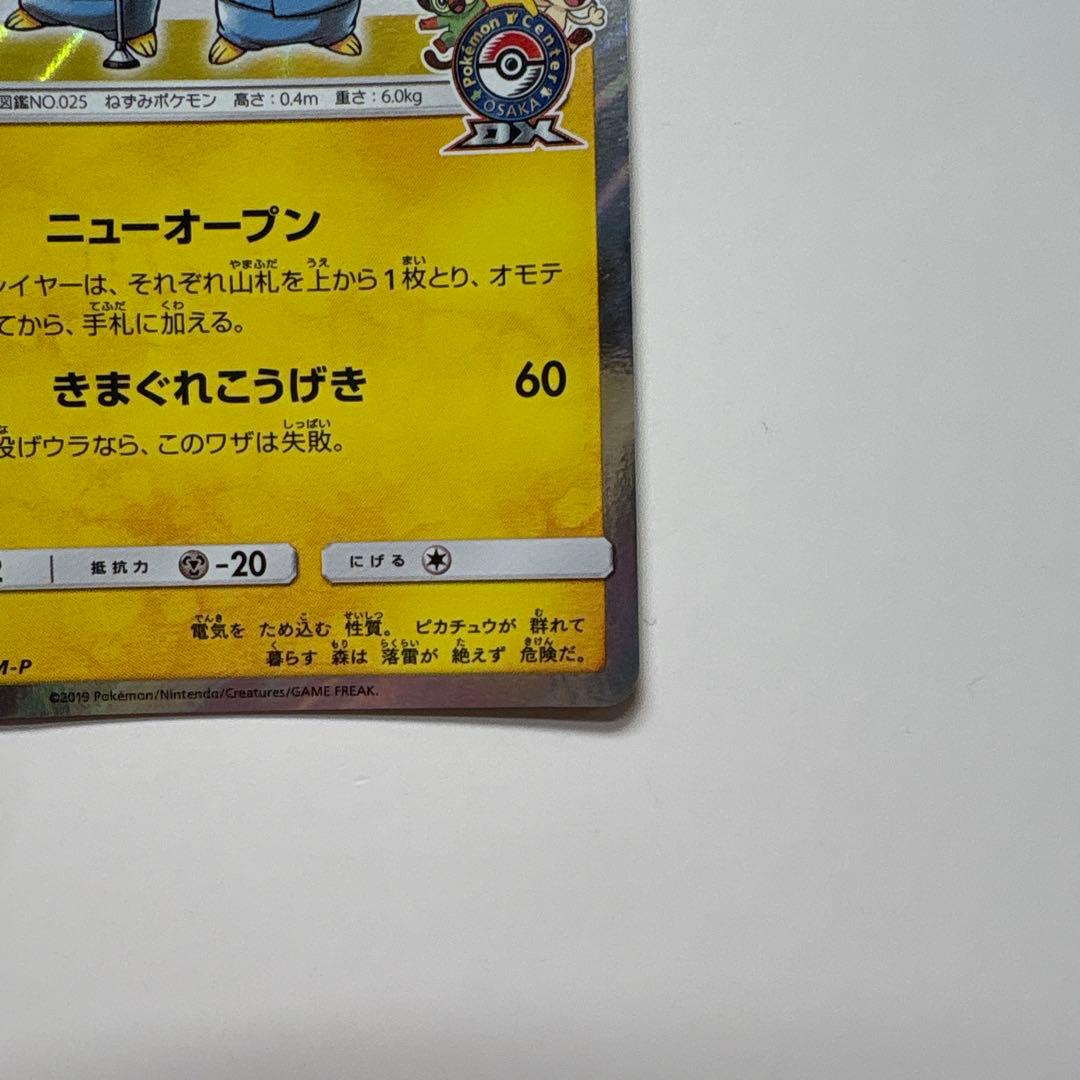 Pokémon Center
OSAKA
DX
図鑑NO.025 ねずみポケモン 高さ:0.4m 重さ:6.0kg
ニューオープン
レイヤーは、それぞれ山札を上から1枚とり、オモテ
てから、手札に加える。
きまぐれこうげき 60
投げウラなら、このワザは失敗。
2 抵抗力 -20 にげる
電気を ため込む 性質。 ピカチュウが 群れて
暮らす 森は 落雷が 絶えず 危険だ。
M-P
©2019 Pokémon/Nintendo/Creatures/GAME FREAK.